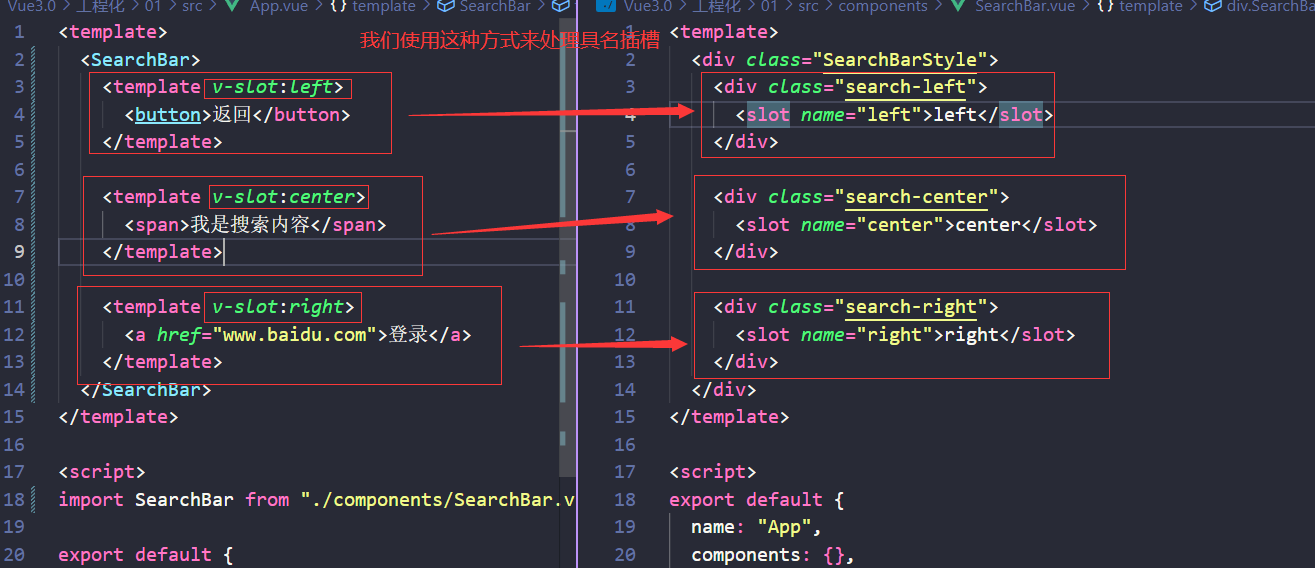 Vue3.0 > 工程化 > 01 > src > App.vue > {} template > SearchBar >
1 <template>
2 <SearchBar>
3 <template v-slot:left>
4 <button>返回</button>
5 </template>
6
7 <template v-slot:center>
8 <span>我是搜索内容</span>
9 </template>
10
11 <template v-slot:right>
12 <a href="www.baidu.com">登录</a>
13 </template>
14 </SearchBar>
15 </template>
16
17 <script>
18 import SearchBar from "./components/SearchBar.v
19
20 export default {
我们使用这种方式来处理具名插槽
Vue3.0 > 工程化 > 01 > src > components > SearchBar.vue > {} template > div.SearchBa
1 <template>
2 <div class="SearchBarStyle">
3 <div class="search-left">
4 <slot name="left">left</slot>
5 </div>
6
7 <div class="search-center">
8 <slot name="center">center</slot>
9 </div>
10
11 <div class="search-right">
12 <slot name="right">right</slot>
13 </div>
14 </div>
15 </template>
16
17 <script>
18 export default {
19 name: "App",
20 components: {},